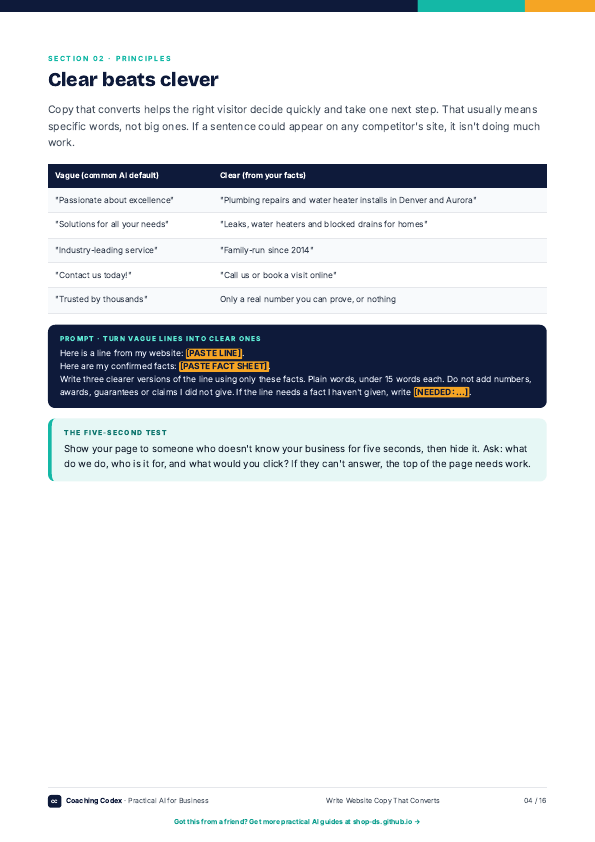 SECTION 02 · PRINCIPLES
Clear beats clever
Copy that converts helps the right visitor decide quickly and take one next step. That usually means
specific words, not big ones. If a sentence could appear on any competitor's site, it isn't doing much
work.
Vague (common AI default) Clear (from your facts)
"Passionate about excellence" "Plumbing repairs and water heater installs in Denver and Aurora"
"Solutions for all your needs" "Leaks, water heaters and blocked drains for homes"
"Industry-leading service" "Family-run since 2014"
"Contact us today!" "Call us or book a visit online"
"Trusted by thousands" Only a real number you can prove, or nothing
PROMPT · TURN VAGUE LINES INTO CLEAR ONES
Here is a line from my website: [PASTE LINE].
Here are my confirmed facts: [PASTE FACT SHEET].
Write three clearer versions of the line using only these facts. Plain words, under 15 words each. Do not add numbers,
awards, guarantees or claims I did not give. If the line needs a fact I haven't given, write [NEEDED: ...].
THE FIVE-SECOND TEST
Show your page to someone who doesn't know your business for five seconds, then hide it. Ask: what
do we do, who is it for, and what would you click? If they can't answer, the top of the page needs work.
CC Coaching Codex · Practical AI for Business Write Website Copy That Converts 04 / 16
Got this from a friend? Get more practical AI guides at shop-ds.github.io →